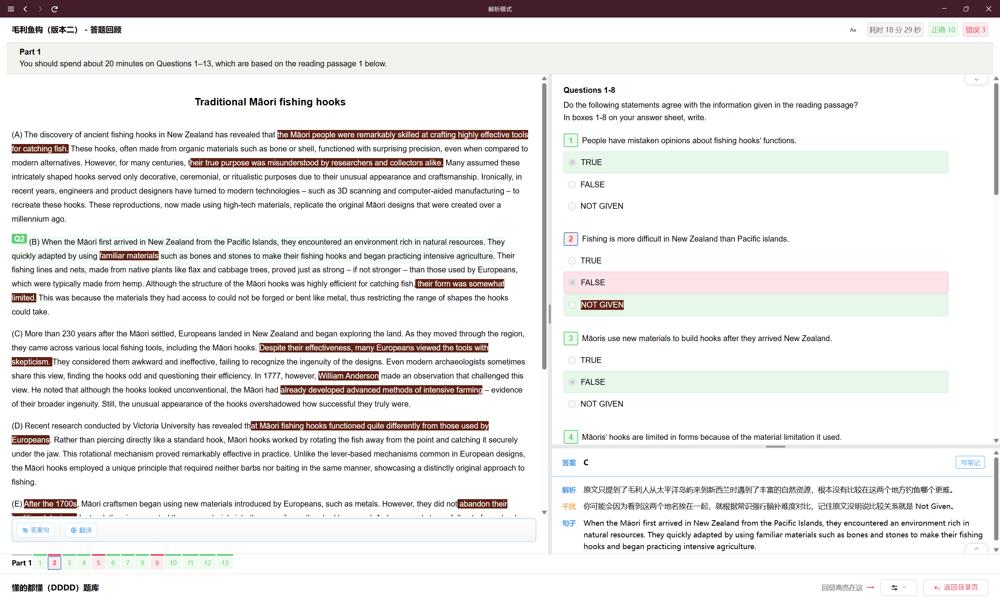 解析模式
毛利鱼钩（版本二） - 答题回顾
AA
耗时 18 分 29 秒
正确 10
错误 3
Part 1
You should spend about 20 minutes on Questions 1–13, which are based on the reading passage 1 below.
Traditional Māori fishing hooks
(A) The discovery of ancient fishing hooks in New Zealand has revealed that the Māori people were remarkably skilled at crafting highly effective tools
for catching fish. These hooks, often made from organic materials such as bone or shell, functioned with surprising precision, even when compared to
modern alternatives. However, for many centuries, their true purpose was misunderstood by researchers and collectors alike. Many assumed these
intricately shaped hooks served only decorative, ceremonial, or ritualistic purposes due to their unusual appearance and craftsmanship. Ironically, in
recent years, engineers and product designers have turned to modern technologies – such as 3D scanning and computer-aided manufacturing – to
recreate these hooks. These reproductions, now made using high-tech materials, replicate the original Māori designs that were created over a
millennium ago.
Q2 (B) When the Māori first arrived in New Zealand from the Pacific Islands, they encountered an environment rich in natural resources. They
quickly adapted by using familiar materials such as bones and stones to make their fishing hooks and began practicing intensive agriculture. Their
fishing lines and nets, made from native plants like flax and cabbage trees, proved just as strong – if not stronger – than those used by Europeans,
which were typically made from hemp. Although the structure of the Māori hooks was highly efficient for catching fish, their form was somewhat
limited. This was because the materials they had access to could not be forged or bent like metal, thus restricting the range of shapes the hooks
could take.
(C) More than 230 years after the Māori settled, Europeans landed in New Zealand and began exploring the land. As they moved through the region,
they came across various local fishing tools, including the Māori hooks. Despite their effectiveness, many Europeans viewed the tools with
skepticism. They considered them awkward and ineffective, failing to recognize the ingenuity of the designs. Even modern archaeologists sometimes
share this view, finding the hooks odd and questioning their efficiency. In 1777, however, William Anderson made an observation that challenged this
view. He noted that although the hooks looked unconventional, the Māori had already developed advanced methods of intensive farming – evidence
of their broader ingenuity. Still, the unusual appearance of the hooks overshadowed how successful they truly were.
(D) Recent research conducted by Victoria University has revealed that Māori fishing hooks functioned quite differently from those used by
Europeans. Rather than piercing directly like a standard hook, Māori hooks worked by rotating the fish away from the point and catching it securely
under the jaw. This rotational mechanism proved remarkably effective in practice. Unlike the lever-based mechanisms common in European designs,
the Māori hooks employed a unique principle that required neither barbs nor baiting in the same manner, showcasing a distinctly original approach to
fishing.
(E) After the 1700s, Māori craftsmen began using new materials introduced by Europeans, such as metals. However, they did not abandon their
答案句
翻译
Questions 1-8
Do the following statements agree with the information given in the reading passage?
In boxes 1-8 on your answer sheet, write.
1 People have mistaken opinions about fishing hooks’ functions.
TRUE
FALSE
NOT GIVEN
2 Fishing is more difficult in New Zealand than Pacific islands.
TRUE
FALSE
NOT GIVEN
3 Māoris use new materials to build hooks after they arrived New Zealand.
TRUE
FALSE
NOT GIVEN
4 Māoris’ hooks are limited in forms because of the material limitation it used.
答案 C
写笔记
解析 原文只提到了毛利人从太平洋岛屿来到新西兰时遇到了丰富的自然资源，根本没有比较在这两个地方钓鱼哪个更难。
干扰 你可能会因为看到这两个地名挨在一起，就根据常识强行脑补难度对比，记住原文没明说比较关系就是 Not Given。
句子 When the Māori first arrived in New Zealand from the Pacific Islands, they encountered an environment rich in
natural resources. They quickly adapted by using familiar materials such as bones and stones to make their fishing
hooks and began practicing intensive agriculture.
Part 1 1 2 3 4 5 6 7 8 9 10 11 12 13
懂的都懂（DDDD）题库
回显高亮在这 →
返回目录页